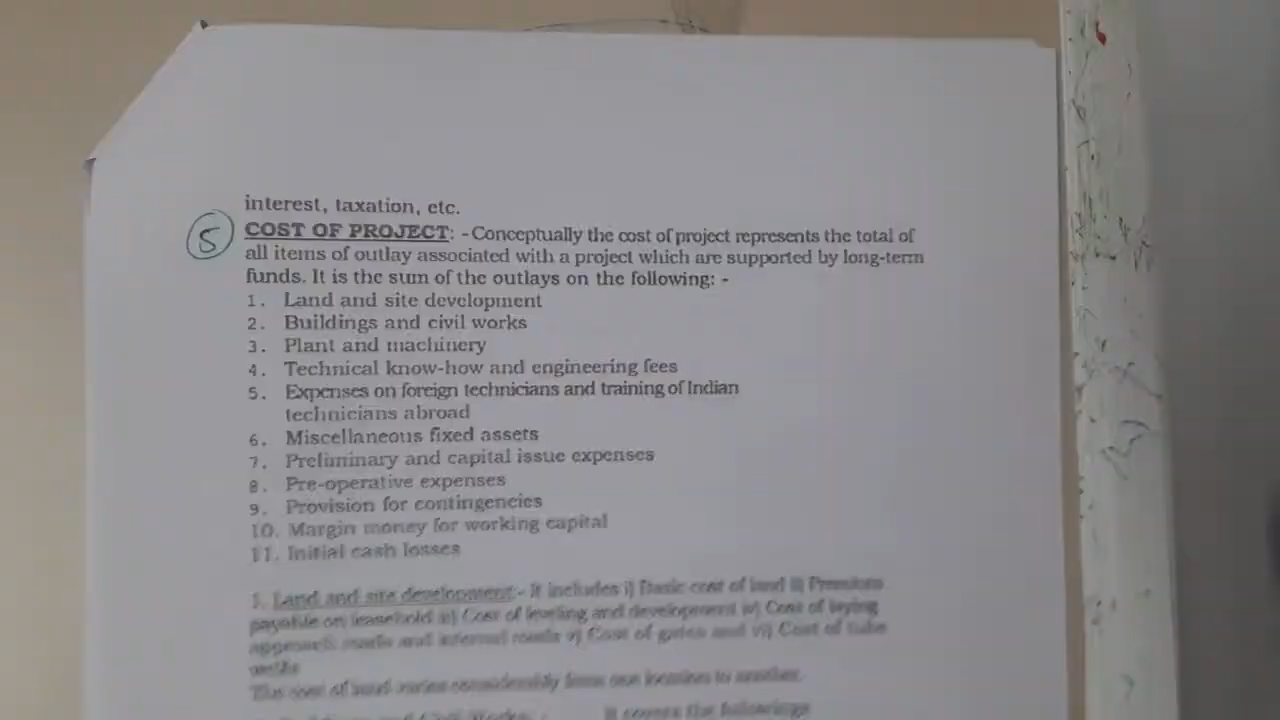 interest, taxation, etc.
5
COST OF PROJECT: - Conceptually the cost of project represents the total of
all items of outlay associated with a project which are supported by long-term
funds. It is the sum of the outlays on the following: -
1. Land and site development
2. Buildings and civil works
3. Plant and machinery
4. Technical know-how and engineering fees
5. Expenses on foreign technicians and training of Indian
technicians abroad
6. Miscellaneous fixed assets
7. Preliminary and capital issue expenses
8. Pre-operative expenses
9. Provision for contingencies
10. Margin money for working capital
11. Initial cash losses
1. Land and site development:- It includes i) Basic cost of land ii) Premium
payable on leasehold iii) Cost of leveling and development iv) Cost of laying
approach roads and internal roads v) Cost of gates and vi) Cost of tube
wells
The cost of land varies considerably from one location to another.
It covers the followings